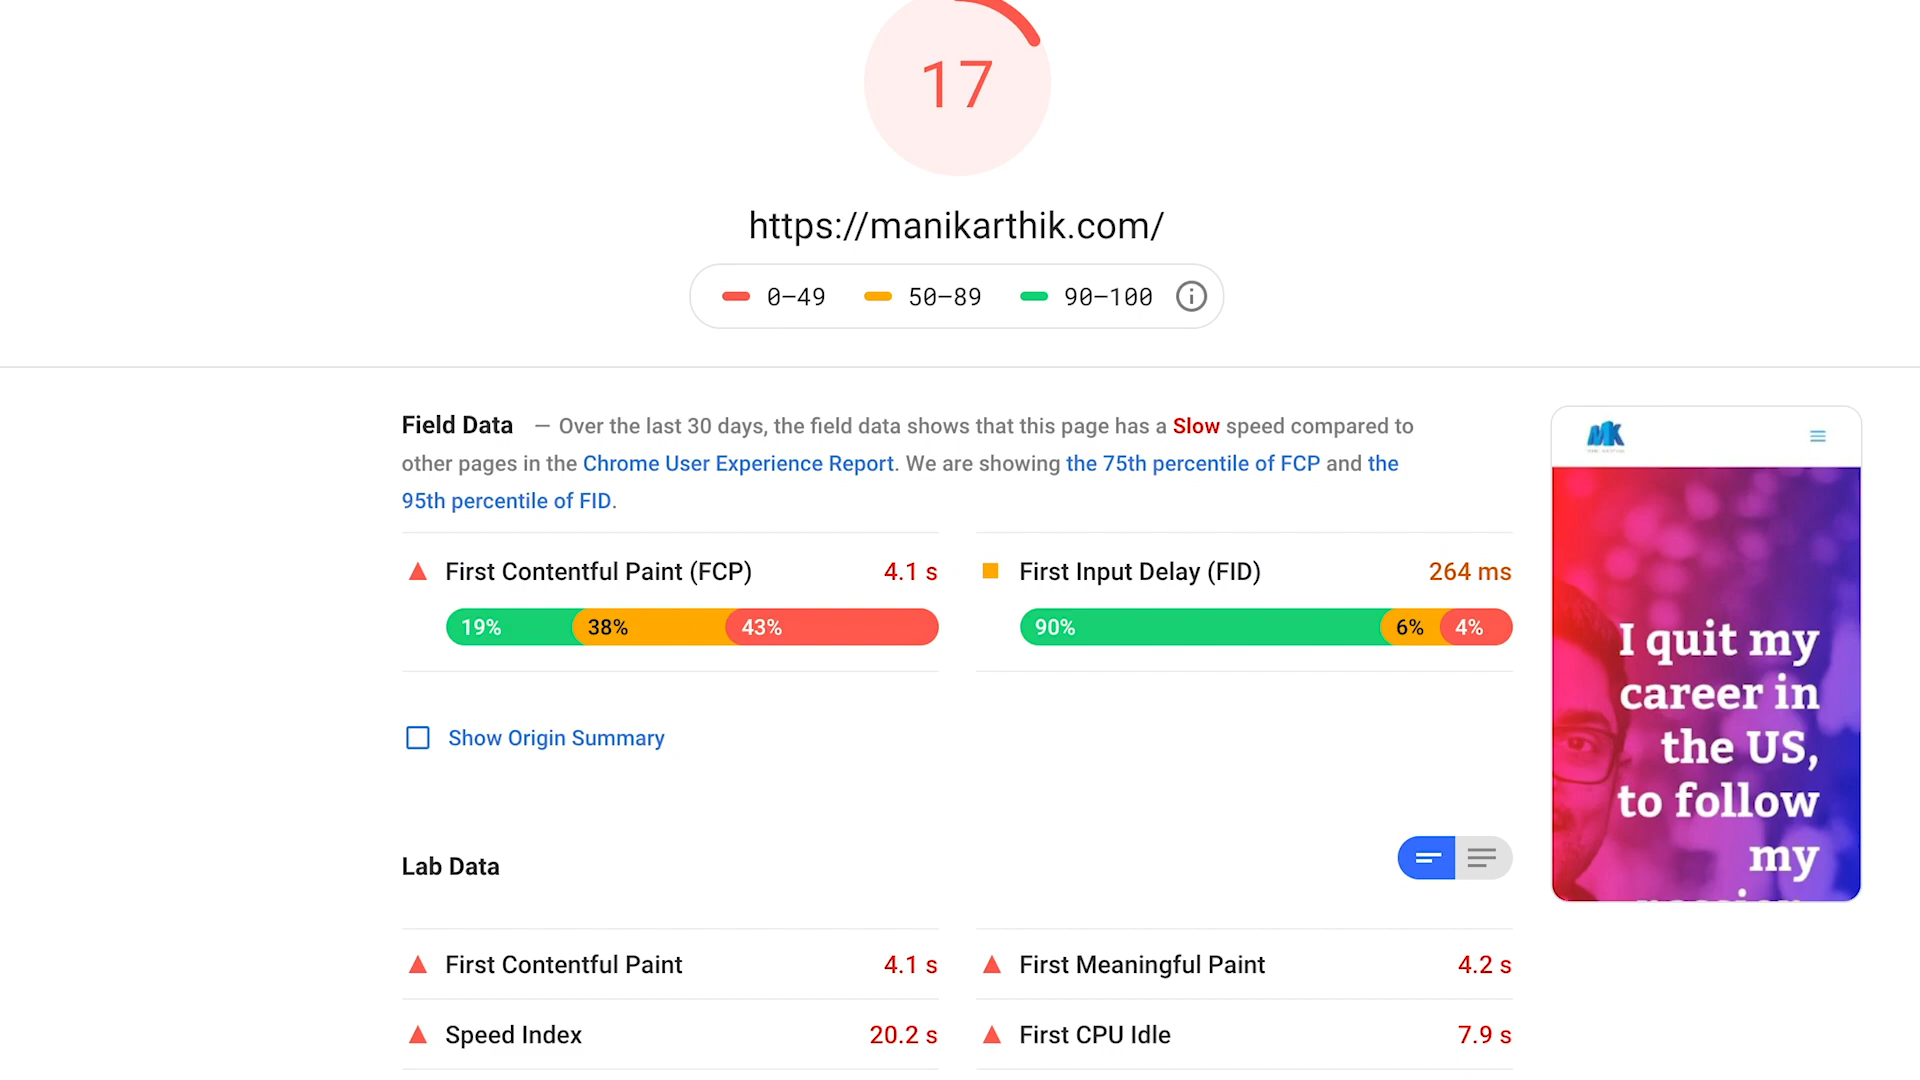 17
https://manikarthik.com/
0–49 50–89 90–100
Field Data — Over the last 30 days, the field data shows that this page has a Slow speed compared to
other pages in the Chrome User Experience Report. We are showing the 75th percentile of FCP and the
95th percentile of FID.
First Contentful Paint (FCP) 4.1 s
19% 38% 43%
First Input Delay (FID) 264 ms
90% 6% 4%
Show Origin Summary
Lab Data
First Contentful Paint 4.1 s
First Meaningful Paint 4.2 s
Speed Index 20.2 s
First CPU Idle 7.9 s
MK
I quit my
career in
the US,
to follow
my